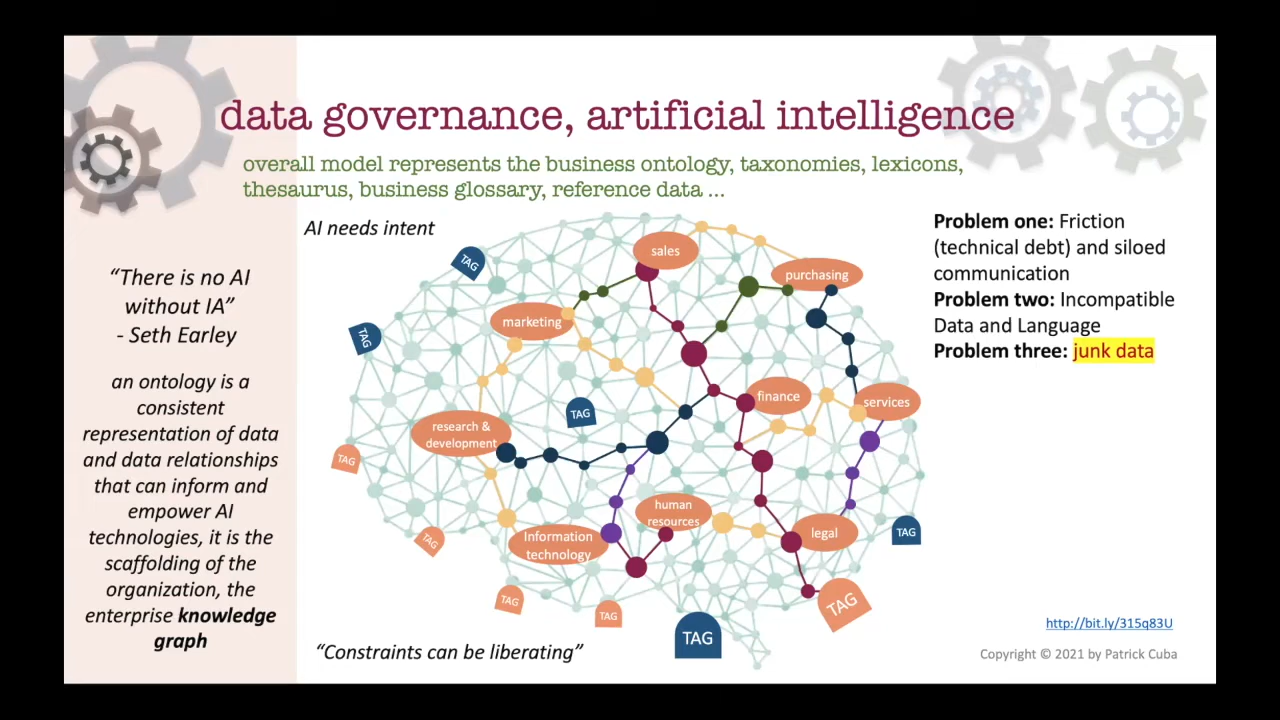 data governance, artificial intelligence
overall model represents the business ontology, taxonomies, lexicons,
thesaurus, business glossary, reference data ...
AI needs intent
“There is no AI
without IA”
- Seth Earley
an ontology is a
consistent
representation of data
and data relationships
that can inform and
empower AI
technologies, it is the
scaffolding of the
organization, the
enterprise knowledge
graph
TAG
sales
purchasing
marketing
TAG
finance
services
TAG
research &
development
TAG
human
resources
legal
TAG
TAG
Information
technology
TAG
TAG
TAG
TAG
“Constraints can be liberating”
Problem one: Friction
(technical debt) and siloed
communication
Problem two: Incompatible
Data and Language
Problem three: junk data
http://bit.ly/315q83U
Copyright © 2021 by Patrick Cuba